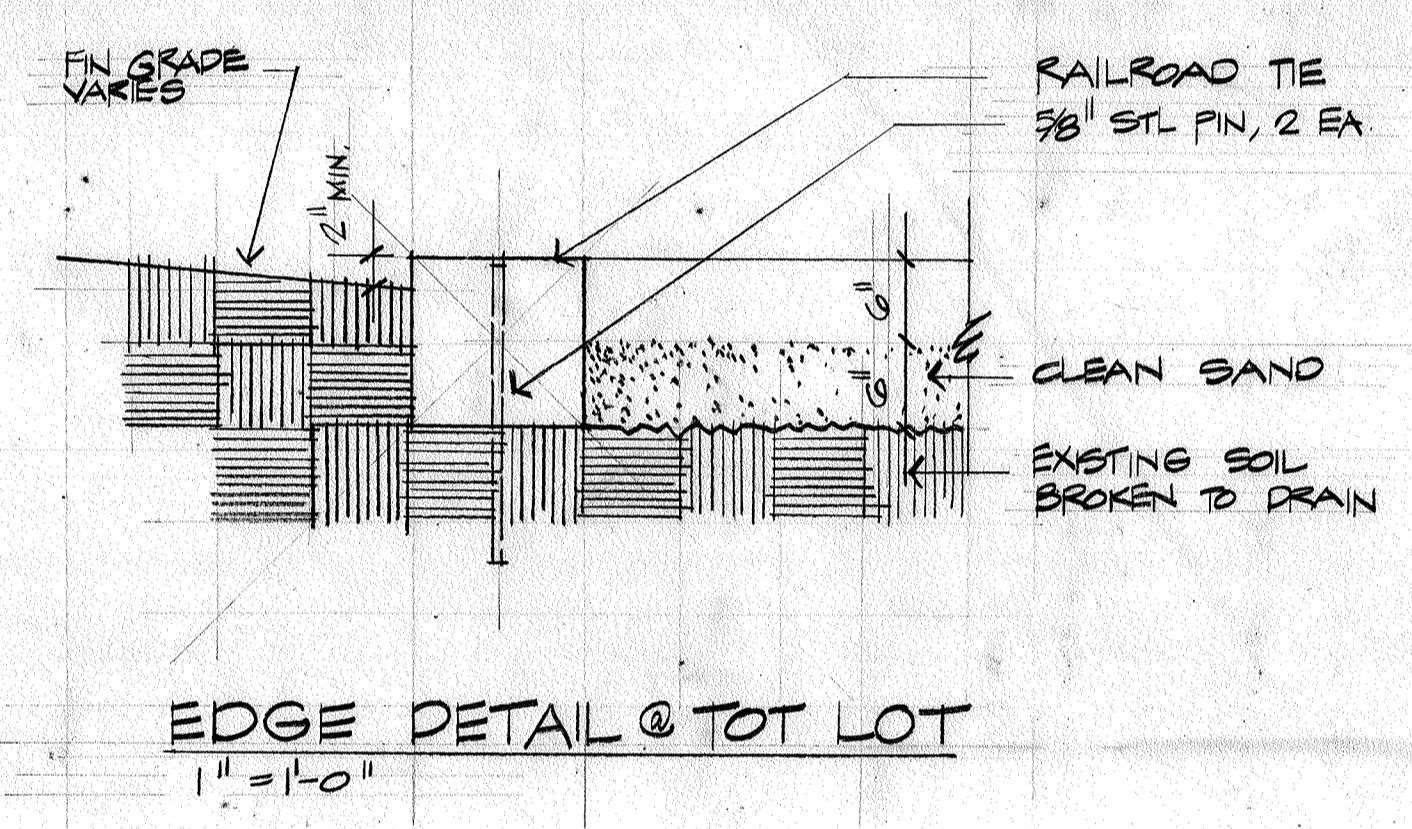 FIN GRADE
VARIES
2" MIN.
RAILROAD TIE
5/8" STL PIN, 2 EA.
6"
6"
CLEAN SAND
EXISTING SOIL
BROKEN TO DRAIN
EDGE DETAIL @ TOT LOT
1" = 1'-0"